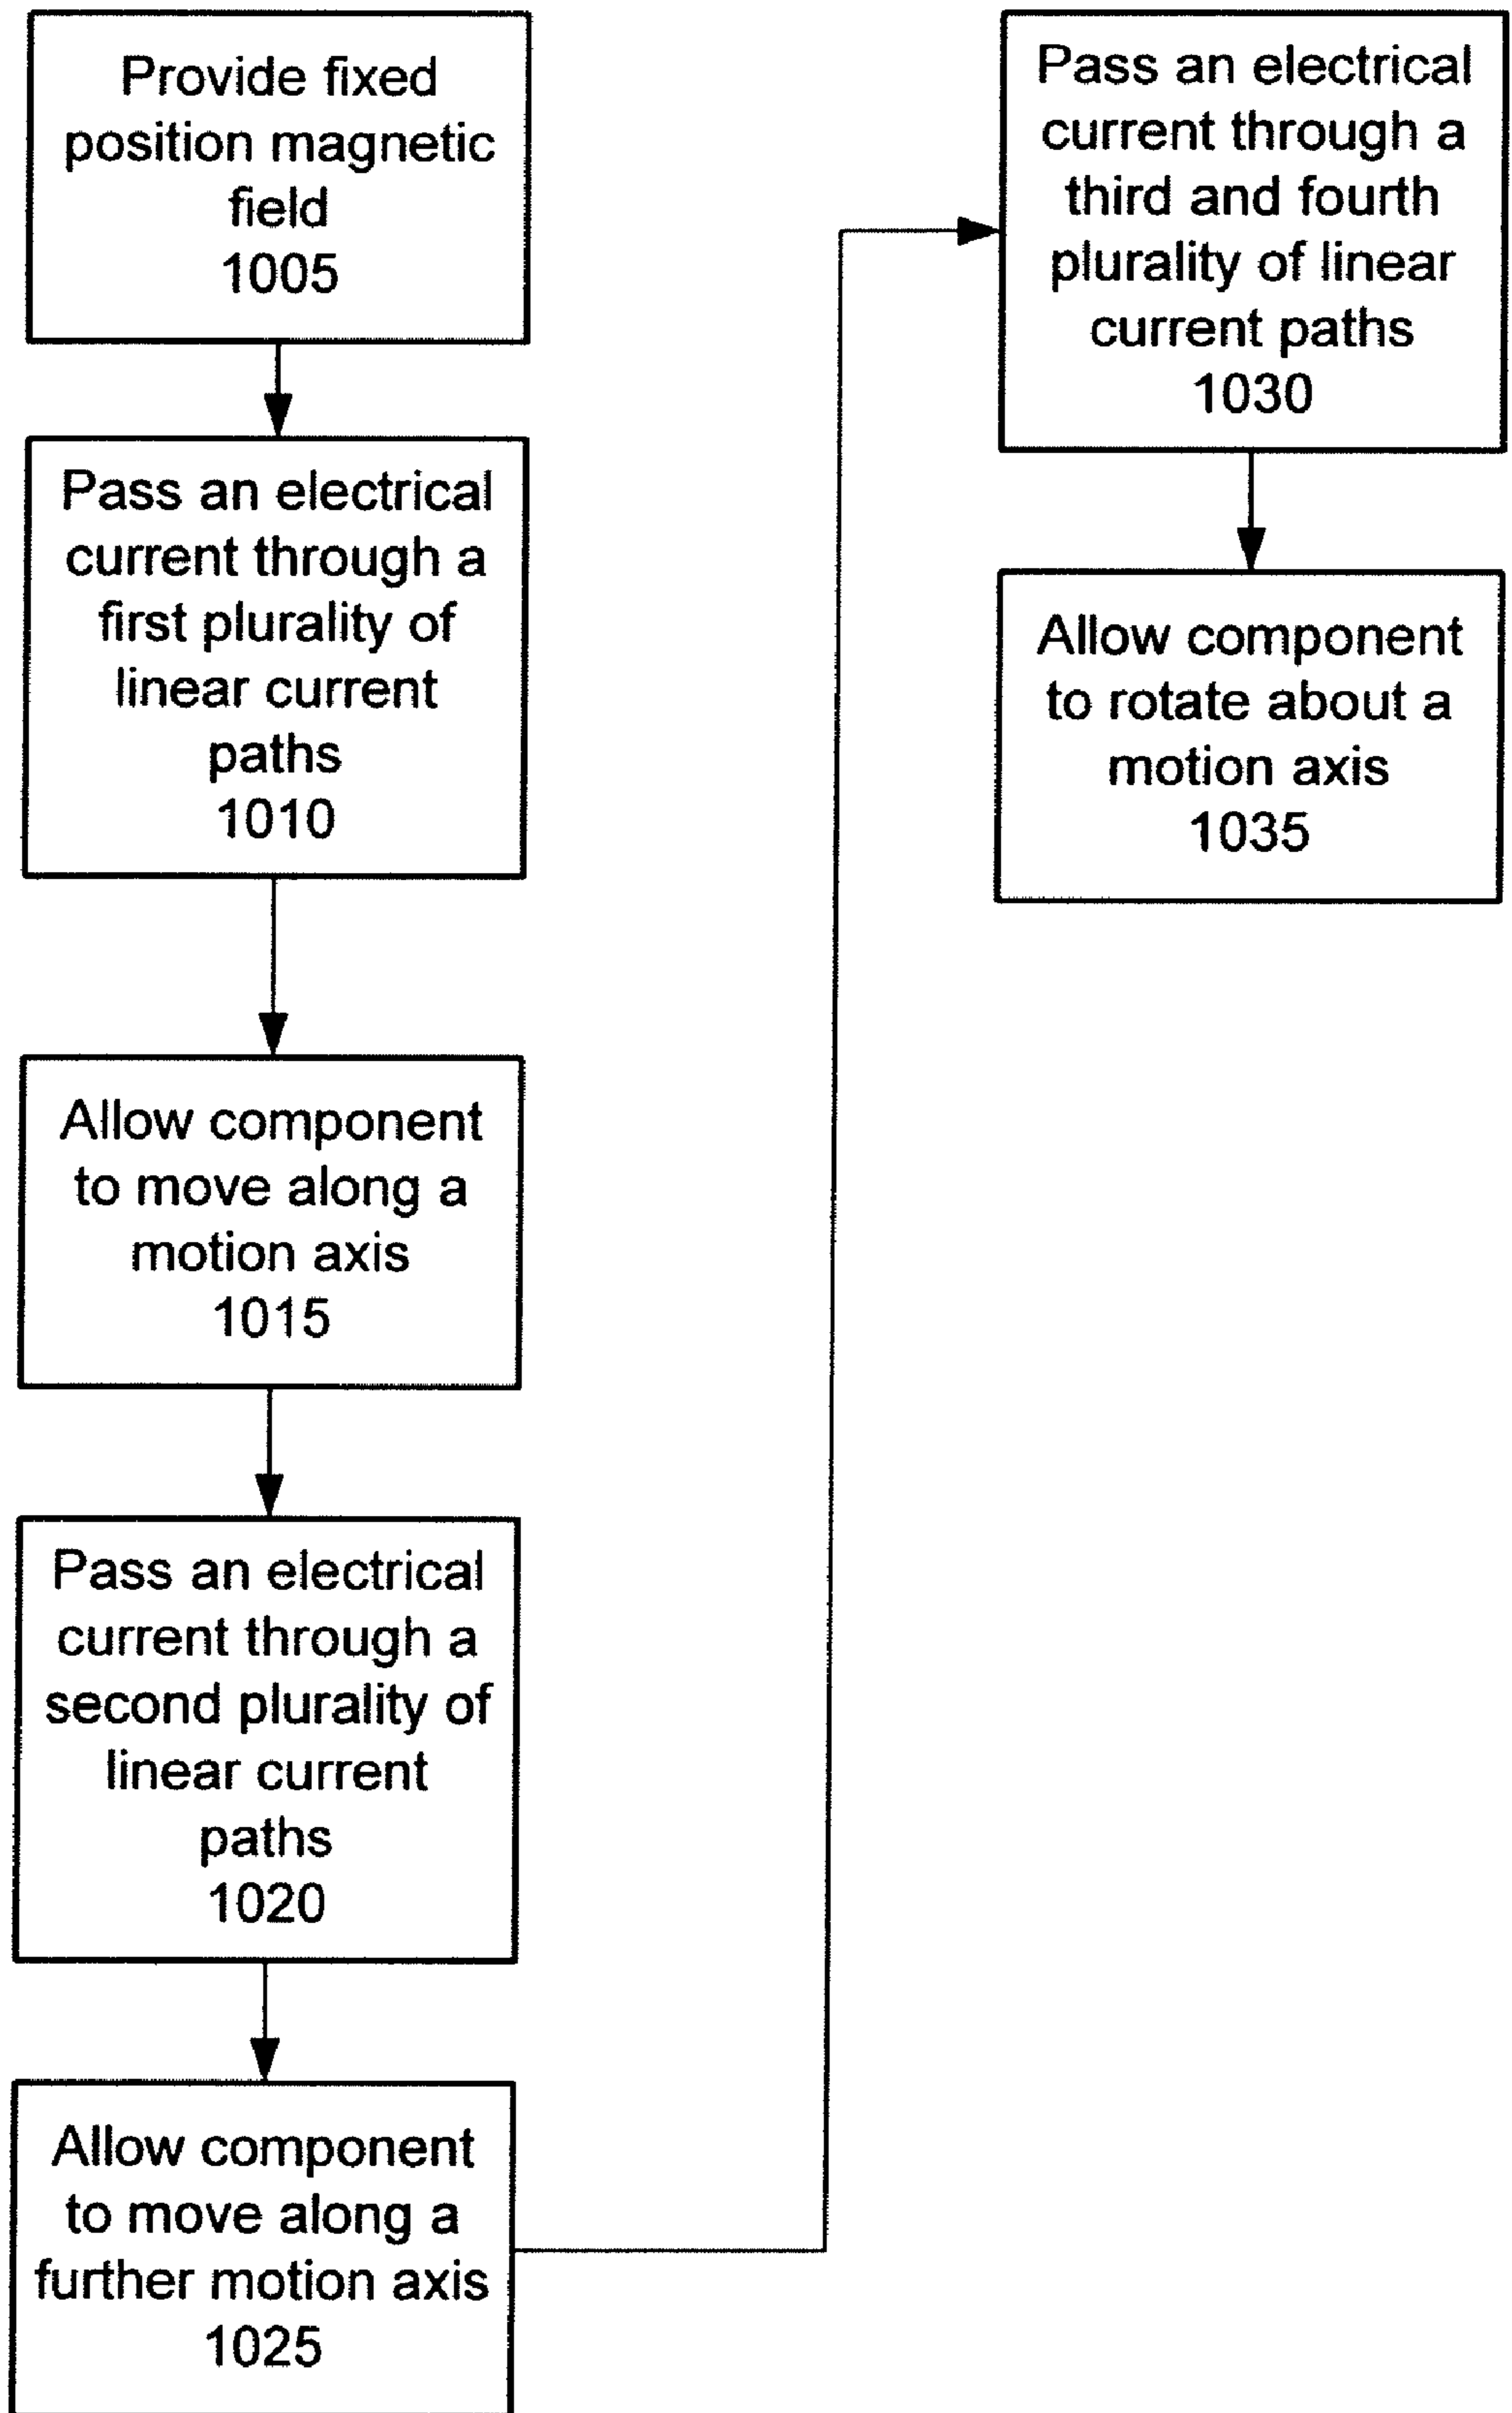 Provide fixed
position magnetic
field
1005
Pass an electrical
current through a
first plurality of
linear current
paths
1010
Allow component
to move along a
motion axis
1015
Pass an electrical
current through a
second plurality of
linear current
paths
1020
Allow component
to move along a
further motion axis
1025
Pass an electrical
current through a
third and fourth
plurality of linear
current paths
1030
Allow component
to rotate about a
motion axis
1035